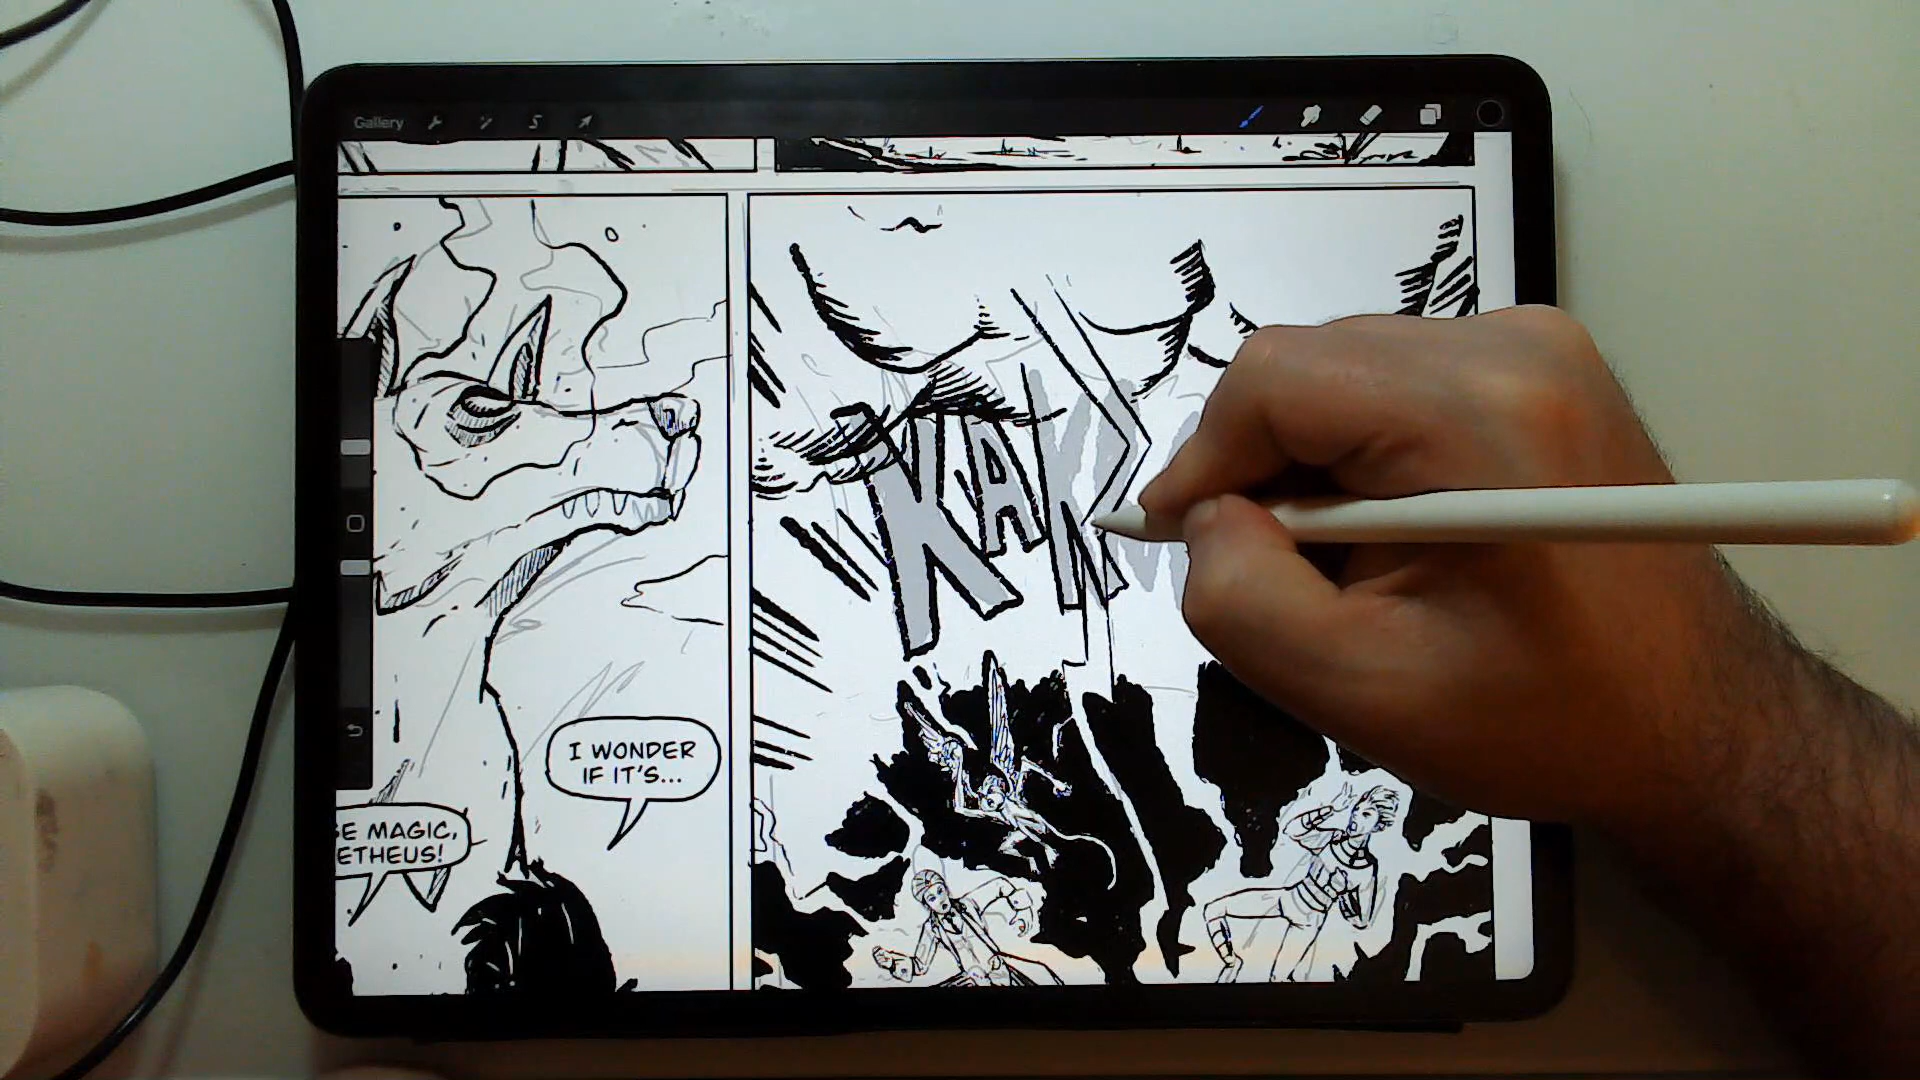 Gallery
I WONDER
IF IT'S...
MAGIC,
ETHEUS!
KAK